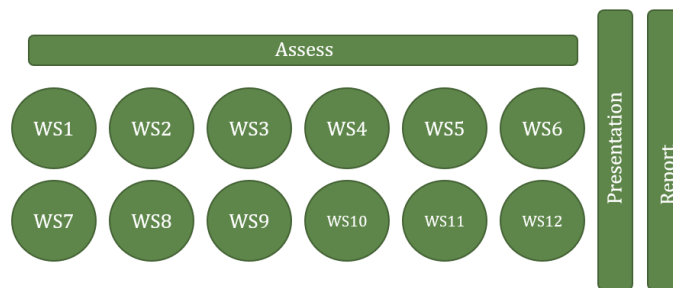 Assess
WS1 WS2 WS3 WS4 WS5 WS6
WS7 WS8 WS9 WS10 WS11 WS12
Presentation
Report